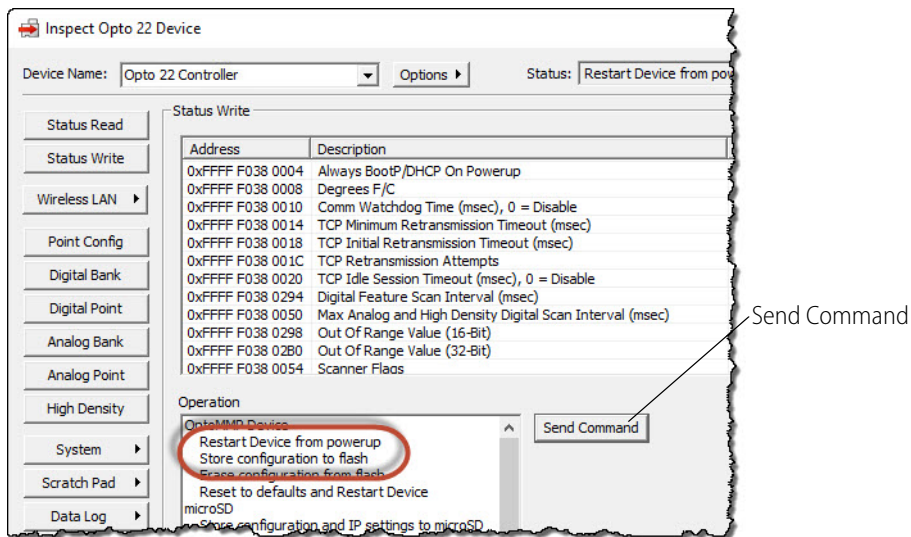 Inspect Opto 22 Device
Device Name: Opto 22 Controller Options Status: Restart Device from pow
Status Read
Status Write
Wireless LAN
Point Config
Digital Bank
Digital Point
Analog Bank
Analog Point
High Density
System
Scratch Pad
Data Log
Status Write
Address Description
0xFFFF F038 0004 Always BootP/DHCP On Powerup
0xFFFF F038 0008 Degrees F/C
0xFFFF F038 0010 Comm Watchdog Time (msec), 0 = Disable
0xFFFF F038 0014 TCP Minimum Retransmission Timeout (msec)
0xFFFF F038 0018 TCP Initial Retransmission Timeout (msec)
0xFFFF F038 001C TCP Retransmission Attempts
0xFFFF F038 0020 TCP Idle Session Timeout (msec), 0 = Disable
0xFFFF F038 0294 Digital Feature Scan Interval (msec)
0xFFFF F038 0050 Max Analog and High Density Digital Scan Interval (msec)
0xFFFF F038 0298 Out Of Range Value (16-Bit)
0xFFFF F038 02B0 Out Of Range Value (32-Bit)
0xFFFF F038 0054 Scanner Flags
Operation
OptoMMP Device
Restart Device from powerup
Store configuration to flash
Erase configuration from flash
Reset to defaults and Restart Device
microSD
Store configuration and IP settings to microSD
Send Command
Send Command